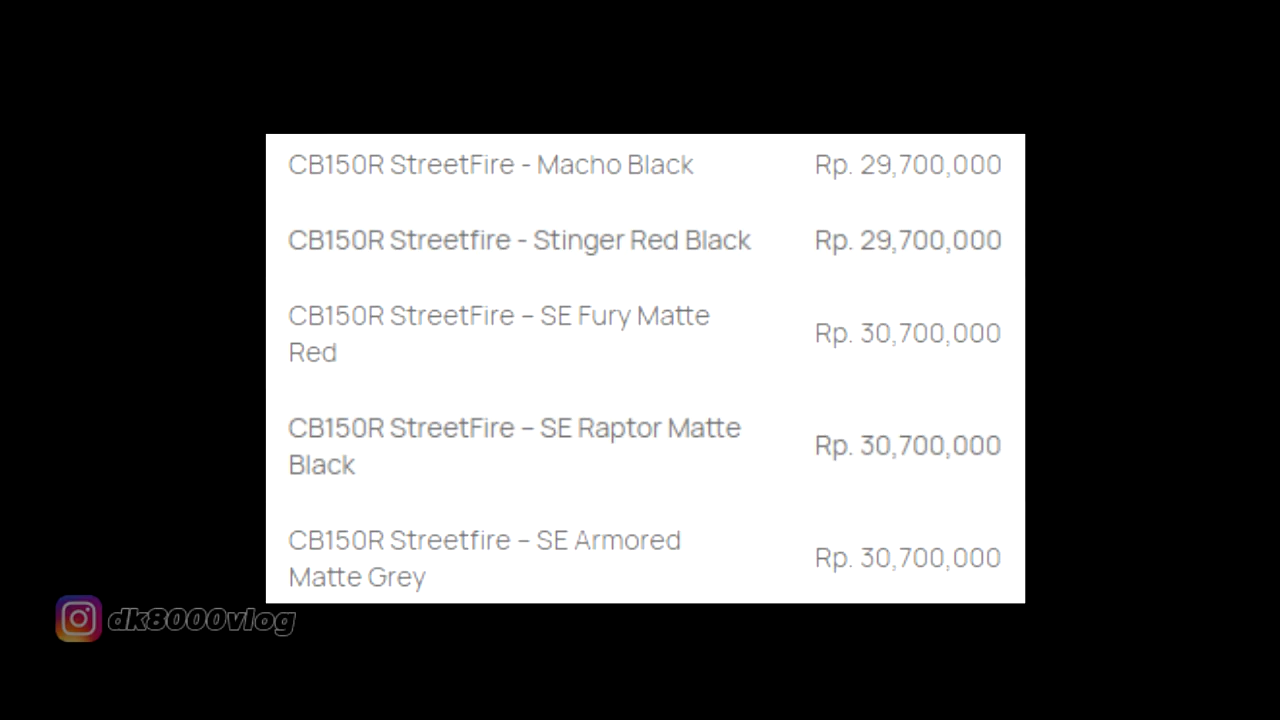 CB150R StreetFire - Macho Black Rp. 29,700,000
CB150R Streetfire - Stinger Red Black Rp. 29,700,000
CB150R StreetFire – SE Fury Matte
Red
Rp. 30,700,000
CB150R StreetFire – SE Raptor Matte
Black
Rp. 30,700,000
CB150R Streetfire – SE Armored
Matte Grey
Rp. 30,700,000
dk8000vlog